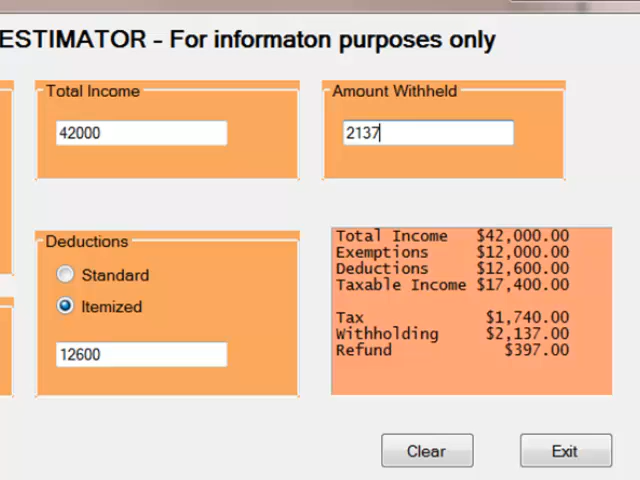 ESTIMATOR - For informaton purposes only
Total Income
Amount Withheld
42000
2137
Deductions
Standard
Itemized
12600
Total Income $42,000.00
Exemptions $12,000.00
Deductions $12,600.00
Taxable Income $17,400.00
Tax $1,740.00
Withholding $2,137.00
Refund $397.00
Clear
Exit